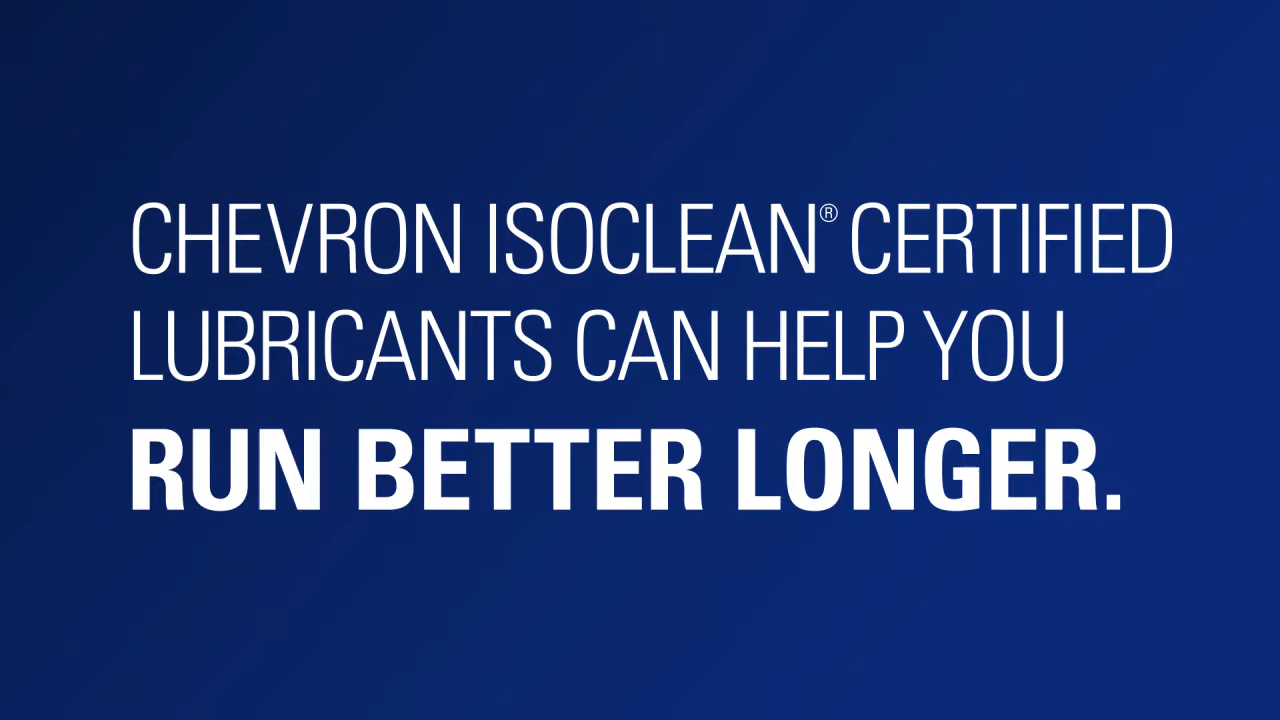 CHEVRON ISOCLEAN® CERTIFIED
LUBRICANTS CAN HELP YOU
RUN BETTER LONGER.